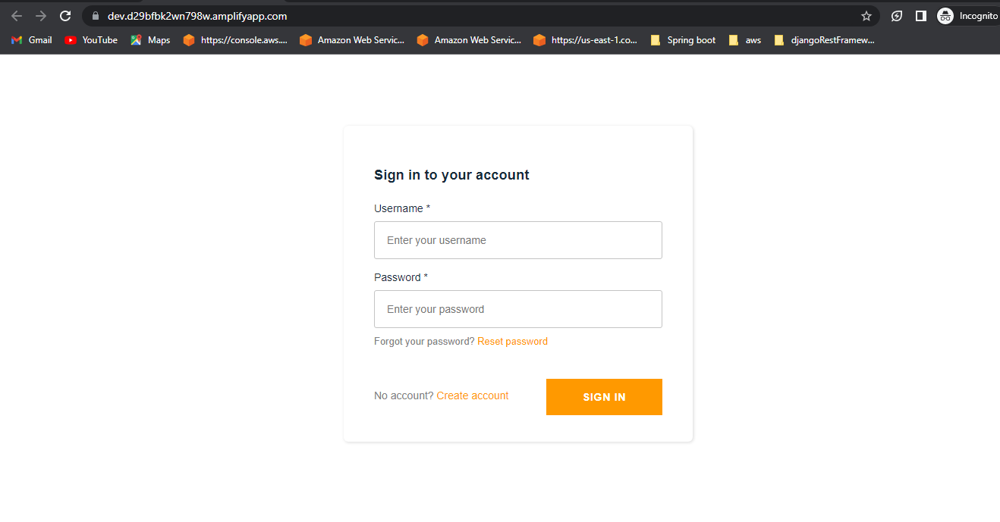 dev.d29bfbk2wn798w.amplifyapp.com
Incognito
Gmail YouTube Maps https://console.aws.... Amazon Web Servic... Amazon Web Servic... https://us-east-1.co... Spring boot aws djangoRestFramew...
Sign in to your account
Username *
Enter your username
Password *
Enter your password
Forgot your password? Reset password
No account? Create account
SIGN IN